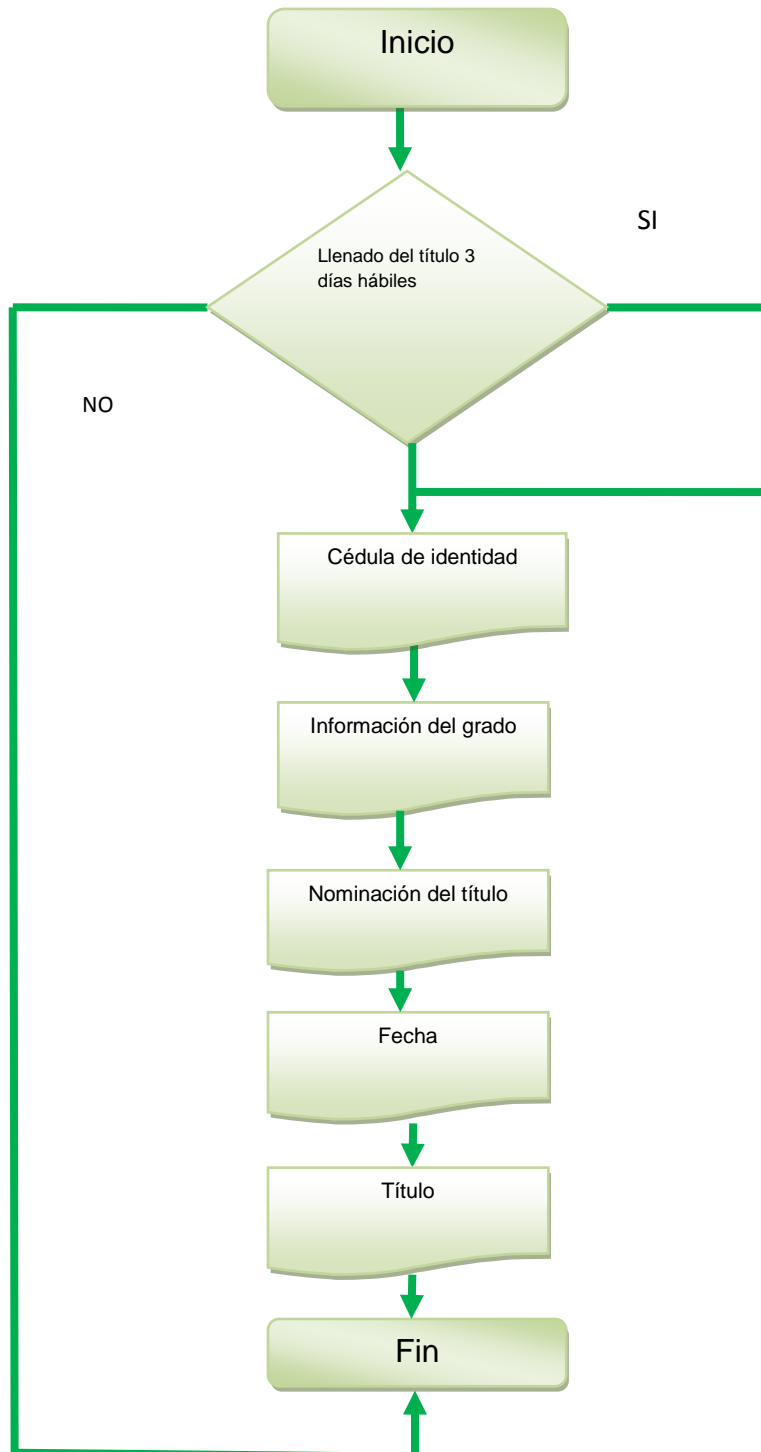 Inicio
SI
Llenado del título 3
días hábiles
NO
Cédula de identidad
Información del grado
Nominación del título
Fecha
Título
Fin